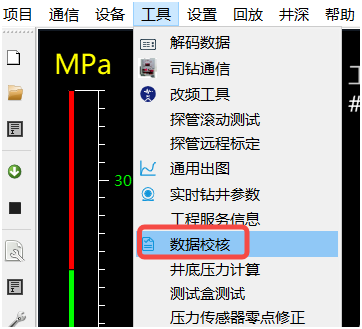 项目 通信 设备 工具 设置 回放 井深 帮助
解码数据
MPa
司钻通信
改频工具
#
探管滚动测试
探管远程标定
通用出图
30
实时钻井参数
工程服务信息
数据校核
井底压力计算
测试盒测试
压力传感器零点修正